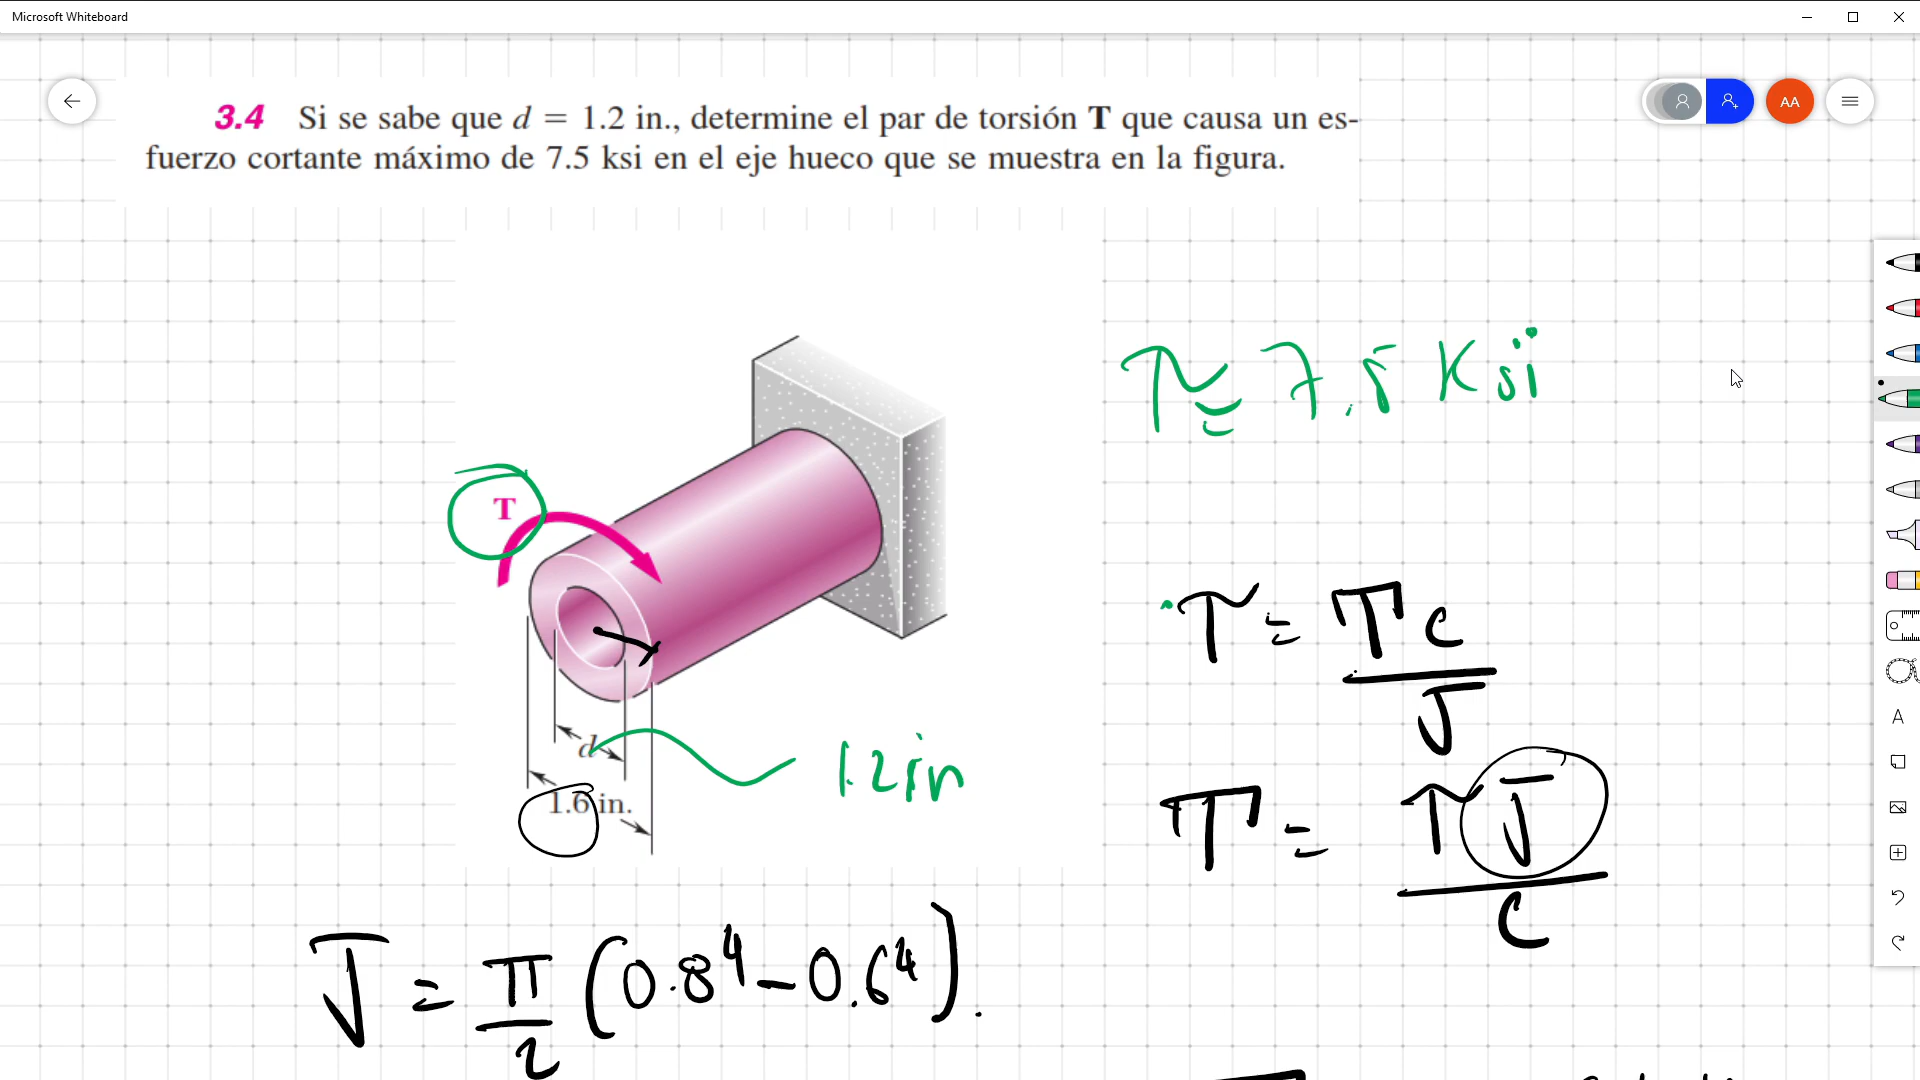 Microsoft Whiteboard
3.4 Si se sabe que d = 1.2 in., determine el par de torsión T que causa un es-
fuerzo cortante máximo de 7.5 ksi en el eje hueco que se muestra en la figura.
AA
τ = 7.5 Ksi
T
τ = Tc/J
d
1.2 in
1.6 in.
T = τJ/c
J = π/2 (0.8⁴ - 0.6⁴).
A